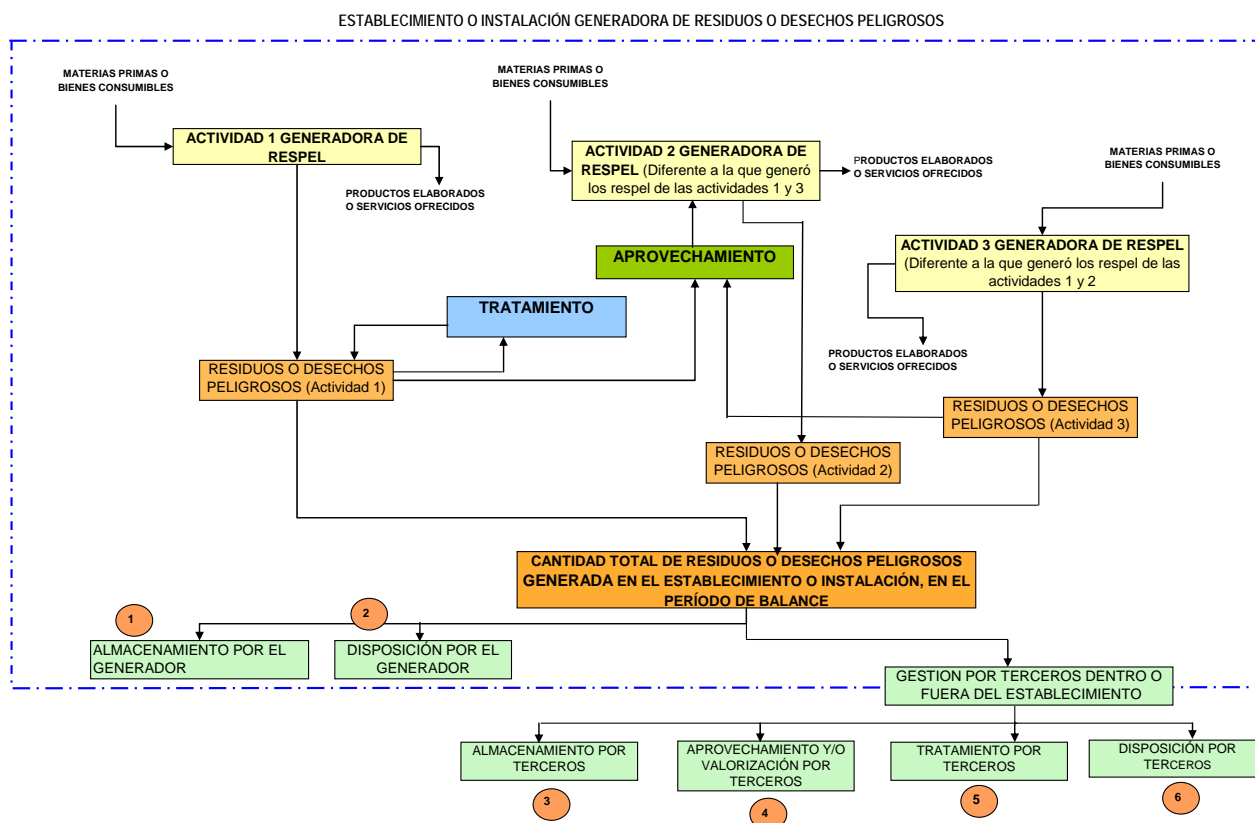 ESTABLECIMIENTO O INSTALACIÓN GENERADORA DE RESIDUOS O DESECHOS PELIGROSOS
MATERIAS PRIMAS O
BIENES CONSUMIBLES
MATERIAS PRIMAS O
BIENES CONSUMIBLES
ACTIVIDAD 1 GENERADORA DE
RESPEL
ACTIVIDAD 2 GENERADORA DE
RESPEL (Diferente a la que generó
los respel de las actividades 1 y 3
PRODUCTOS ELABORADOS
O SERVICIOS OFRECIDOS
MATERIAS PRIMAS O
BIENES CONSUMIBLES
PRODUCTOS ELABORADOS
O SERVICIOS OFRECIDOS
ACTIVIDAD 3 GENERADORA DE RESPEL
(Diferente a la que generó los respel de las
actividades 1 y 2
APROVECHAMIENTO
TRATAMIENTO
PRODUCTOS ELABORADOS
O SERVICIOS OFRECIDOS
RESIDUOS O DESECHOS
PELIGROSOS (Actividad 1)
RESIDUOS O DESECHOS
PELIGROSOS (Actividad 3)
RESIDUOS O DESECHOS
PELIGROSOS (Actividad 2)
CANTIDAD TOTAL DE RESIDUOS O DESECHOS PELIGROSOS
GENERADA EN EL ESTABLECIMIENTO O INSTALACIÓN, EN EL
PERÍODO DE BALANCE
1
2
ALMACENAMIENTO POR EL
GENERADOR
DISPOSICIÓN POR EL
GENERADOR
GESTION POR TERCEROS DENTRO O
FUERA DEL ESTABLECIMIENTO
ALMACENAMIENTO POR
TERCEROS
APROVECHAMIENTO Y/O
VALORIZACIÓN POR
TERCEROS
TRATAMIENTO POR
TERCEROS
DISPOSICIÓN POR
TERCEROS
3
4
5
6